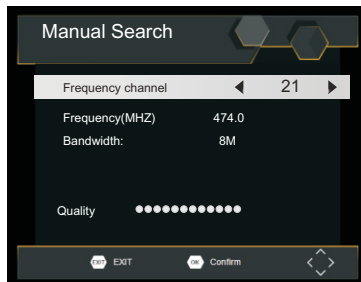 Manual Search
Frequency channel 21
Frequency(MHZ) 474.0
Bandwidth: 8M
Quality
EXIT EXIT OK Confirm